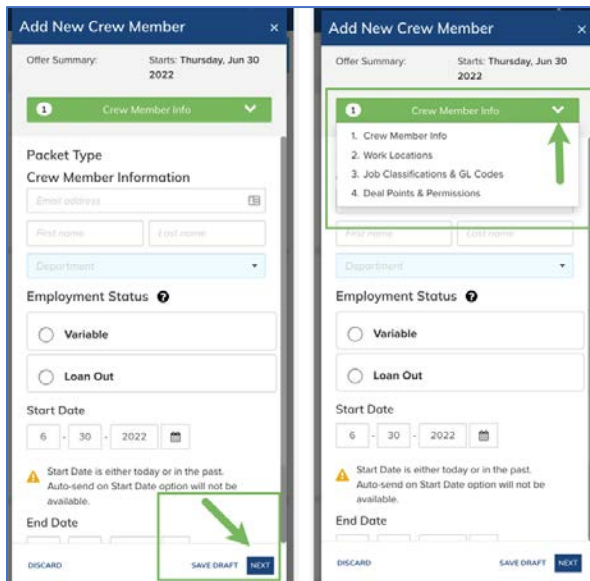 Add New Crew Member ×
Offer Summary: Starts: Thursday, Jun 30
2022
1 Crew Member Info
Packet Type
Crew Member Information
Email address
First name Last name
Department
Employment Status ?
Variable
Loan Out
Start Date
6 - 30 - 2022
Start Date is either today or in the past.
Auto-send on Start Date option will not be
available.
End Date
DISCARD SAVE DRAFT NEXT
Add New Crew Member ×
Offer Summary: Starts: Thursday, Jun 30
2022
1 Crew Member Info
1. Crew Member Info
2. Work Locations
3. Job Classifications & GL Codes
4. Deal Points & Permissions
First name Last name
Department
Employment Status ?
Variable
Loan Out
Start Date
6 - 30 - 2022
Start Date is either today or in the past.
Auto-send on Start Date option will not be
available.
End Date
DISCARD SAVE DRAFT NEXT